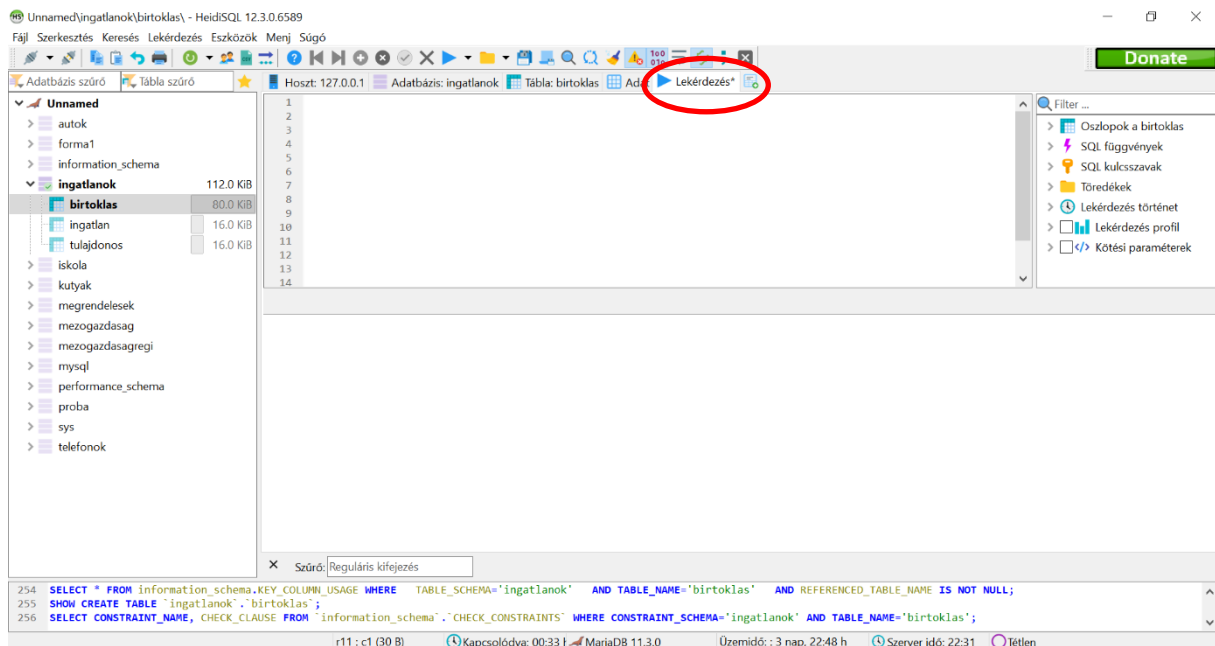 Unnamed\ingatlanok\birtoklas\ - HeidiSQL 12.3.0.6589
Fájl Szerkesztés Keresés Lekérdezés Eszközök Menj Súgó
Donate
Adatbázis szűrő Tábla szűrő
Hoszt: 127.0.0.1 Adatbázis: ingatlanok Tábla: birtoklas Adat Lekérdezés*
Unnamed
autok
forma1
information_schema
ingatlanok 112.0 KiB
birtoklas 80.0 KiB
ingatlan 16.0 KiB
tulajdonos 16.0 KiB
iskola
kutyak
megrendelesek
mezogazdasag
mezogazdasagregi
mysql
performance_schema
proba
sys
telefonok
1
2
3
4
5
6
7
8
9
10
11
12
13
14
Filter ...
Oszlopok a birtoklas
SQL függvények
SQL kulcsszavak
Töredékek
Lekérdezés történet
Lekérdezés profil
Kötési paraméterek
Szűrő: Reguláris kifejezés
254 SELECT * FROM information_schema.KEY_COLUMN_USAGE WHERE TABLE_SCHEMA='ingatlanok' AND TABLE_NAME='birtoklas' AND REFERENCED_TABLE_NAME IS NOT NULL;
255 SHOW CREATE TABLE `ingatlanok`.`birtoklas`;
256 SELECT CONSTRAINT_NAME, CHECK_CLAUSE FROM `information_schema`.`CHECK_CONSTRAINTS` WHERE CONSTRAINT_SCHEMA='ingatlanok' AND TABLE_NAME='birtoklas';
r11 : c1 (30 B) Kapcsolódva: 00:33 h MariaDB 11.3.0 Üzemidő: : 3 nap, 22:48 h Szerver idő: 22:31 Tétlen